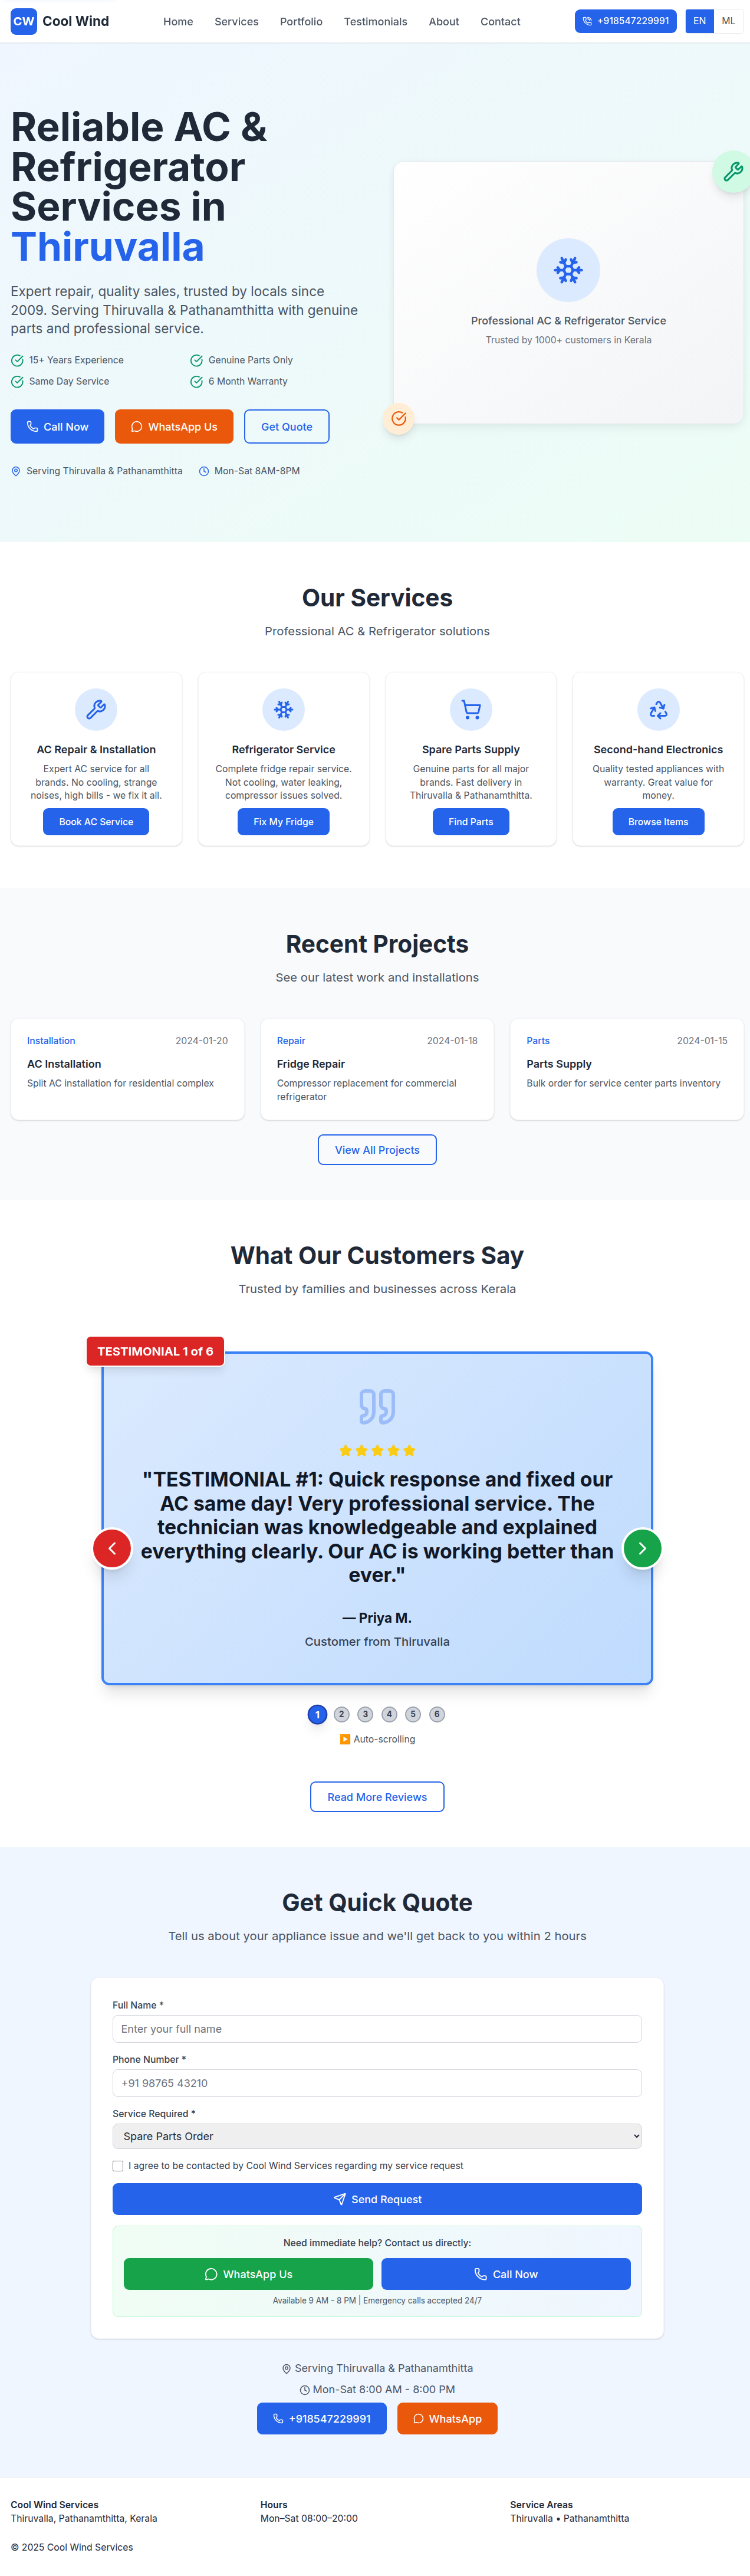 CW Cool Wind Home Services Portfolio Testimonials About Contact +918547229991 EN ML
Reliable AC &
Refrigerator
Services in
Thiruvalla
Expert repair, quality sales, trusted by locals since
2009. Serving Thiruvalla & Pathanamthitta with genuine
parts and professional service.
15+ Years Experience Genuine Parts Only
Same Day Service 6 Month Warranty
Call Now WhatsApp Us Get Quote
Serving Thiruvalla & Pathanamthitta Mon-Sat 8AM-8PM
Professional AC & Refrigerator Service
Trusted by 1000+ customers in Kerala
Our Services
Professional AC & Refrigerator solutions
AC Repair & Installation
Expert AC service for all
brands. No cooling, strange
noises, high bills - we fix it all.
Book AC Service
Refrigerator Service
Complete fridge repair service.
Not cooling, water leaking,
compressor issues solved.
Fix My Fridge
Spare Parts Supply
Genuine parts for all major
brands. Fast delivery in
Thiruvalla & Pathanamthitta.
Find Parts
Second-hand Electronics
Quality tested appliances with
warranty. Great value for
money.
Browse Items
Recent Projects
See our latest work and installations
Installation 2024-01-20
AC Installation
Split AC installation for residential complex
Repair 2024-01-18
Fridge Repair
Compressor replacement for commercial
refrigerator
Parts 2024-01-15
Parts Supply
Bulk order for service center parts inventory
View All Projects
What Our Customers Say
Trusted by families and businesses across Kerala
TESTIMONIAL 1 of 6
"TESTIMONIAL #1: Quick response and fixed our
AC same day! Very professional service. The
technician was knowledgeable and explained
everything clearly. Our AC is working better than
ever."
— Priya M.
Customer from Thiruvalla
1 2 3 4 5 6
▶️ Auto-scrolling
Read More Reviews
Get Quick Quote
Tell us about your appliance issue and we'll get back to you within 2 hours
Full Name *
Enter your full name
Phone Number *
+91 98765 43210
Service Required *
Spare Parts Order
I agree to be contacted by Cool Wind Services regarding my service request
Send Request
Need immediate help? Contact us directly:
WhatsApp Us Call Now
Available 9 AM - 8 PM | Emergency calls accepted 24/7
Serving Thiruvalla & Pathanamthitta
Mon-Sat 8:00 AM - 8:00 PM
+918547229991 WhatsApp
Cool Wind Services
Thiruvalla, Pathanamthitta, Kerala
Hours
Mon–Sat 08:00–20:00
Service Areas
Thiruvalla • Pathanamthitta
© 2025 Cool Wind Services